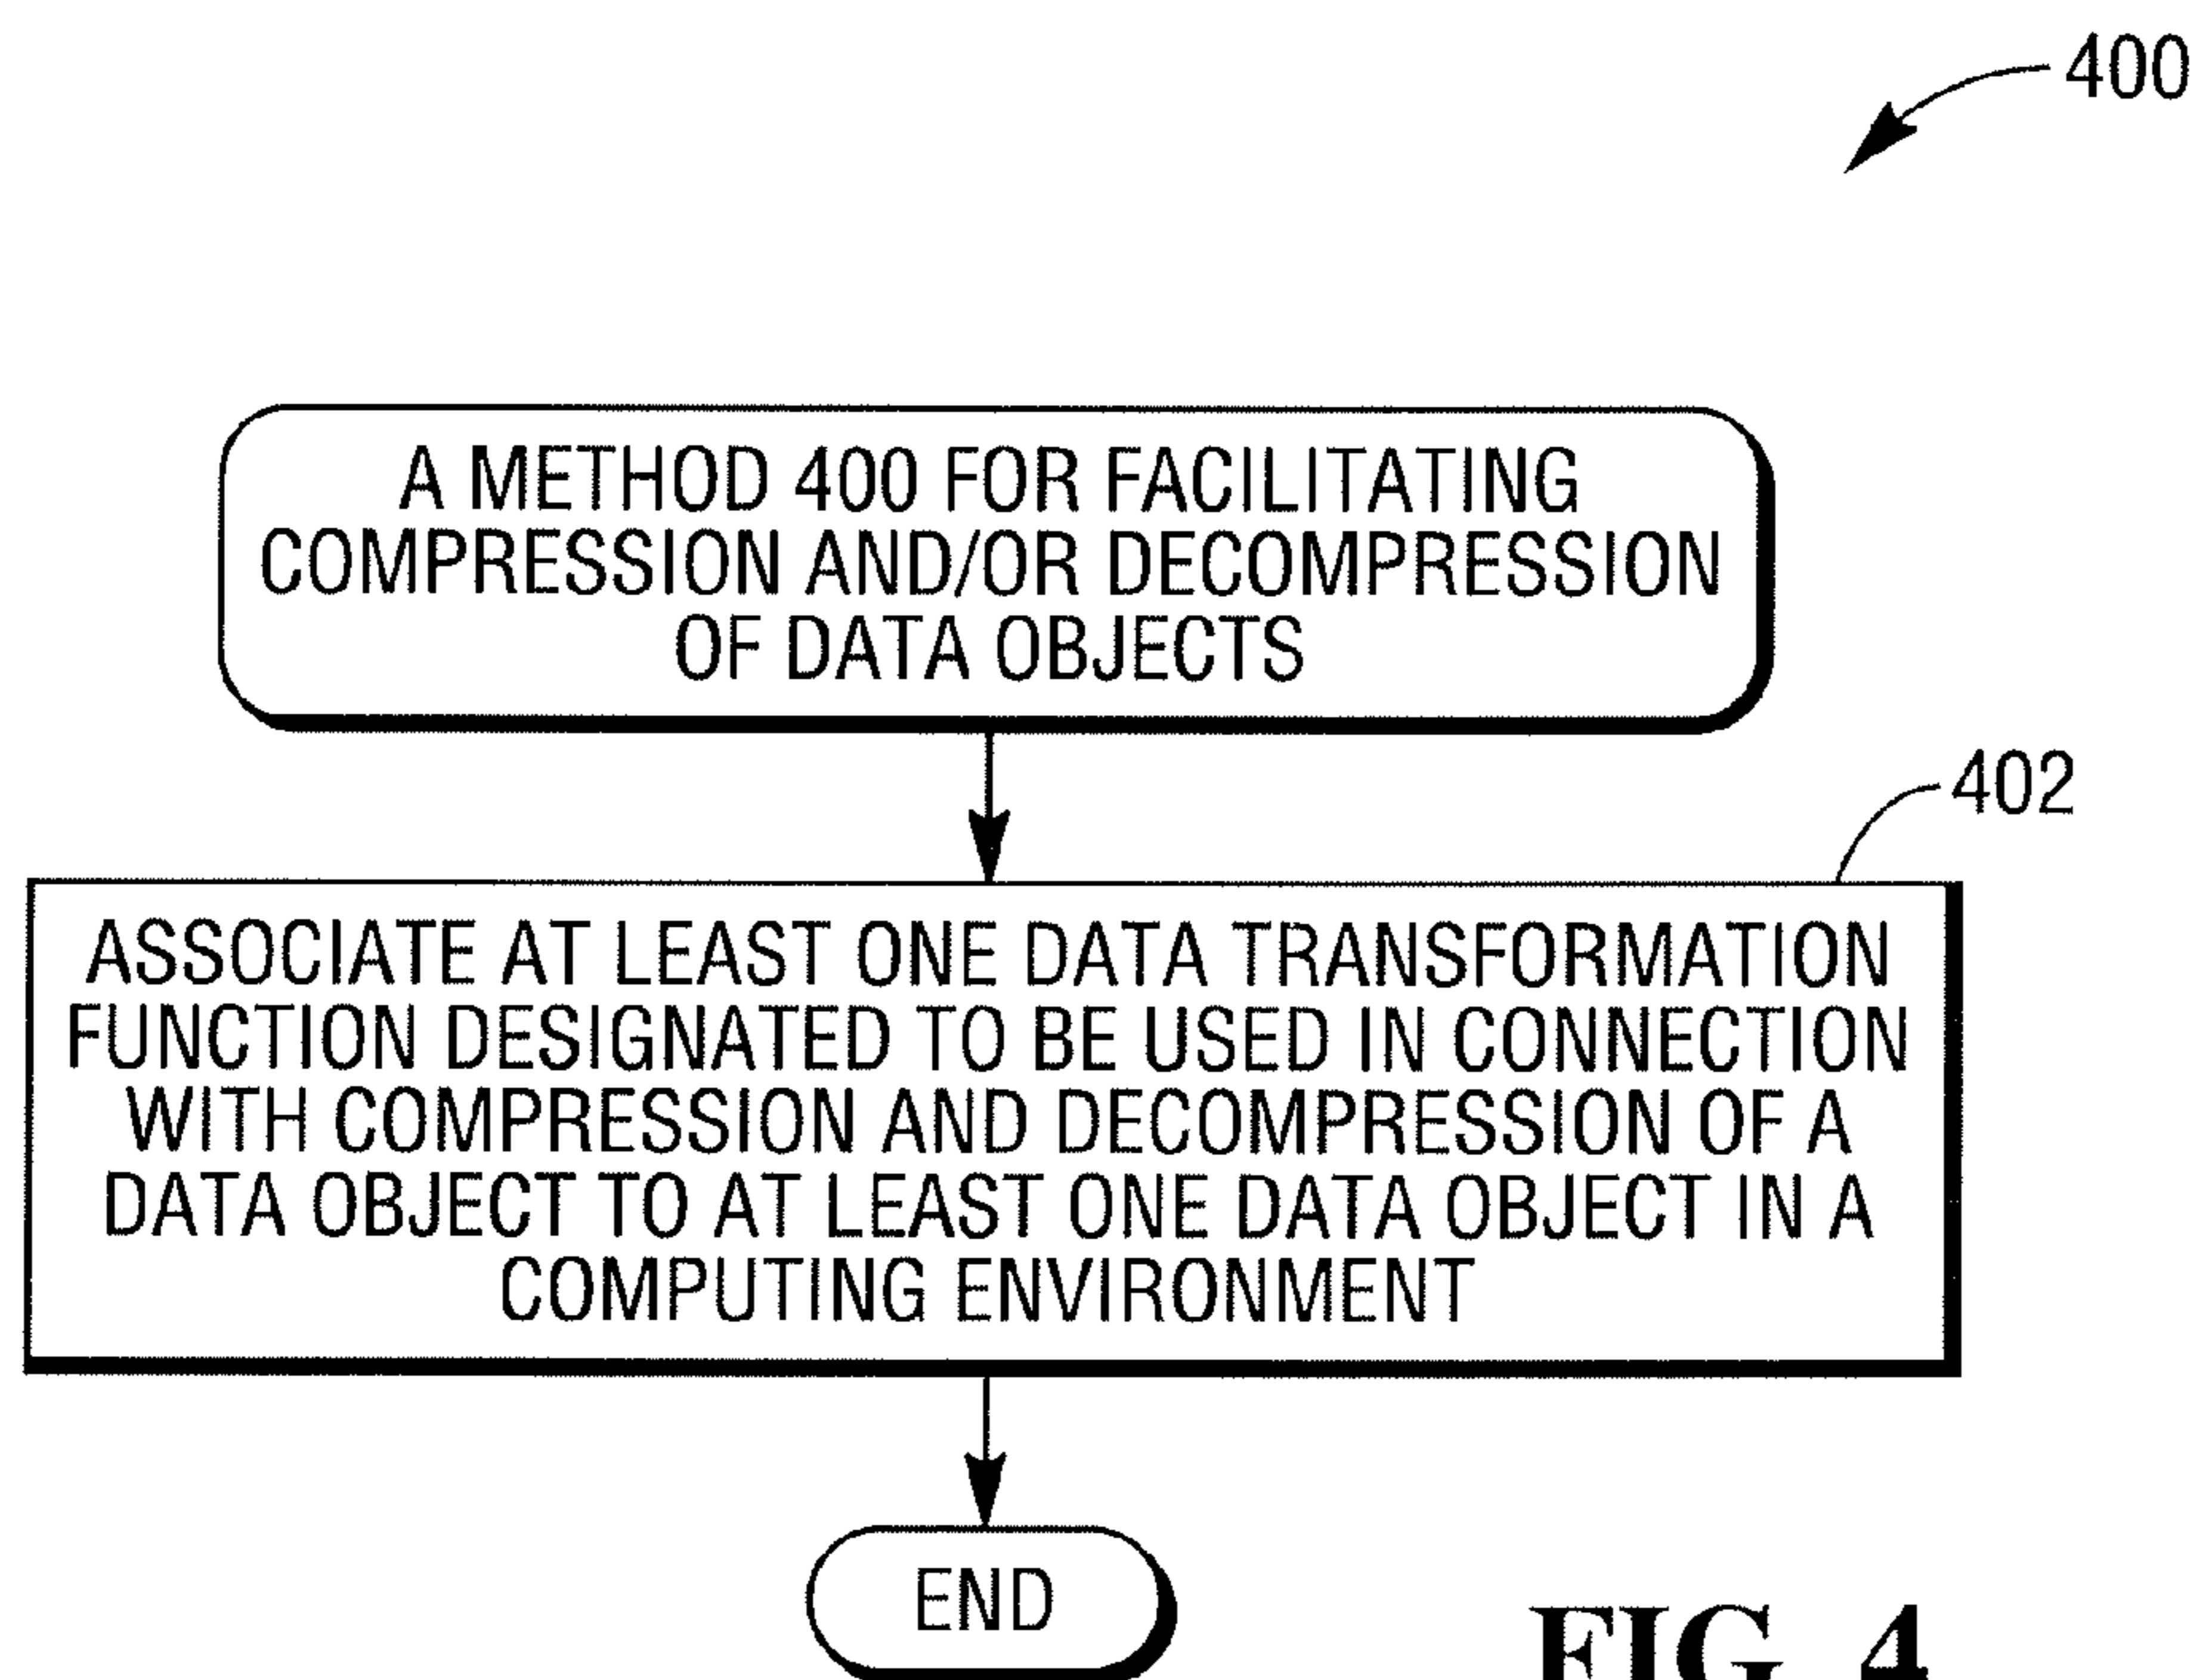 400
A METHOD 400 FOR FACILITATING
COMPRESSION AND/OR DECOMPRESSION
OF DATA OBJECTS
402
ASSOCIATE AT LEAST ONE DATA TRANSFORMATION
FUNCTION DESIGNATED TO BE USED IN CONNECTION
WITH COMPRESSION AND DECOMPRESSION OF A
DATA OBJECT TO AT LEAST ONE DATA OBJECT IN A
COMPUTING ENVIRONMENT
END
FIG. 4